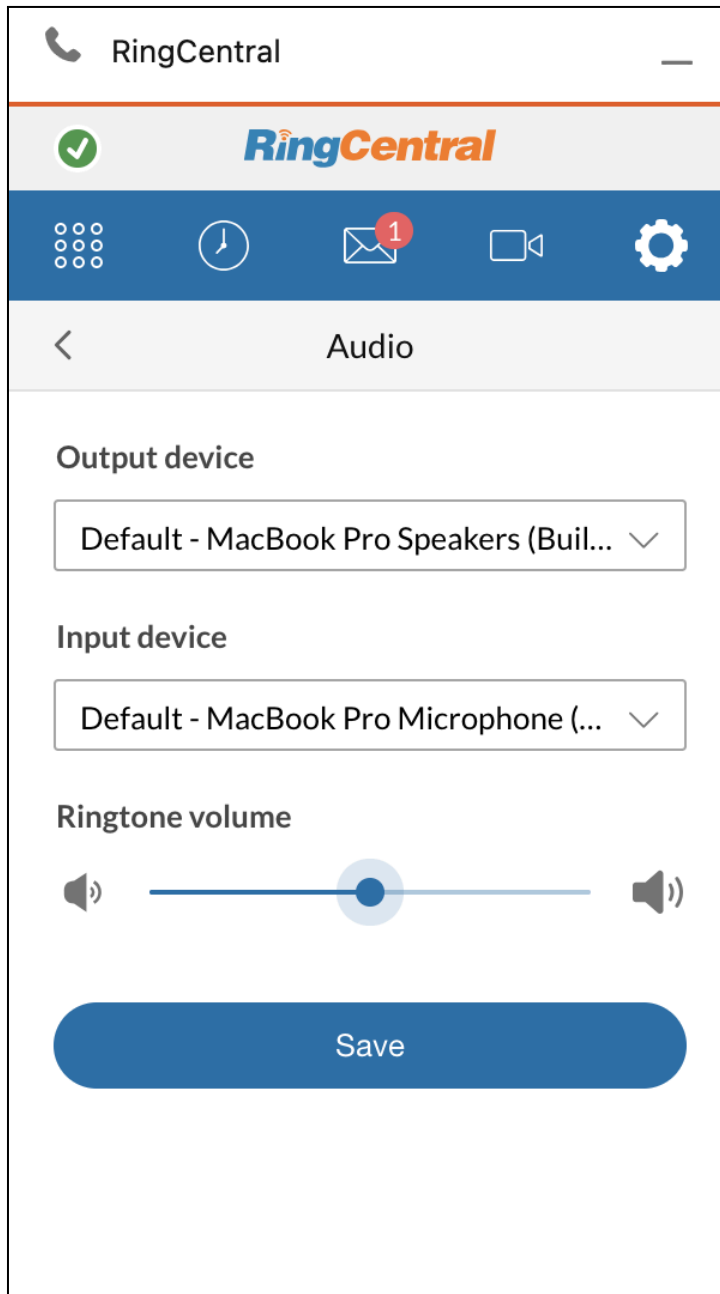 RingCentral
RingCentral
1
Audio
Output device
Default - MacBook Pro Speakers (Buil...
Input device
Default - MacBook Pro Microphone (...
Ringtone volume
Save